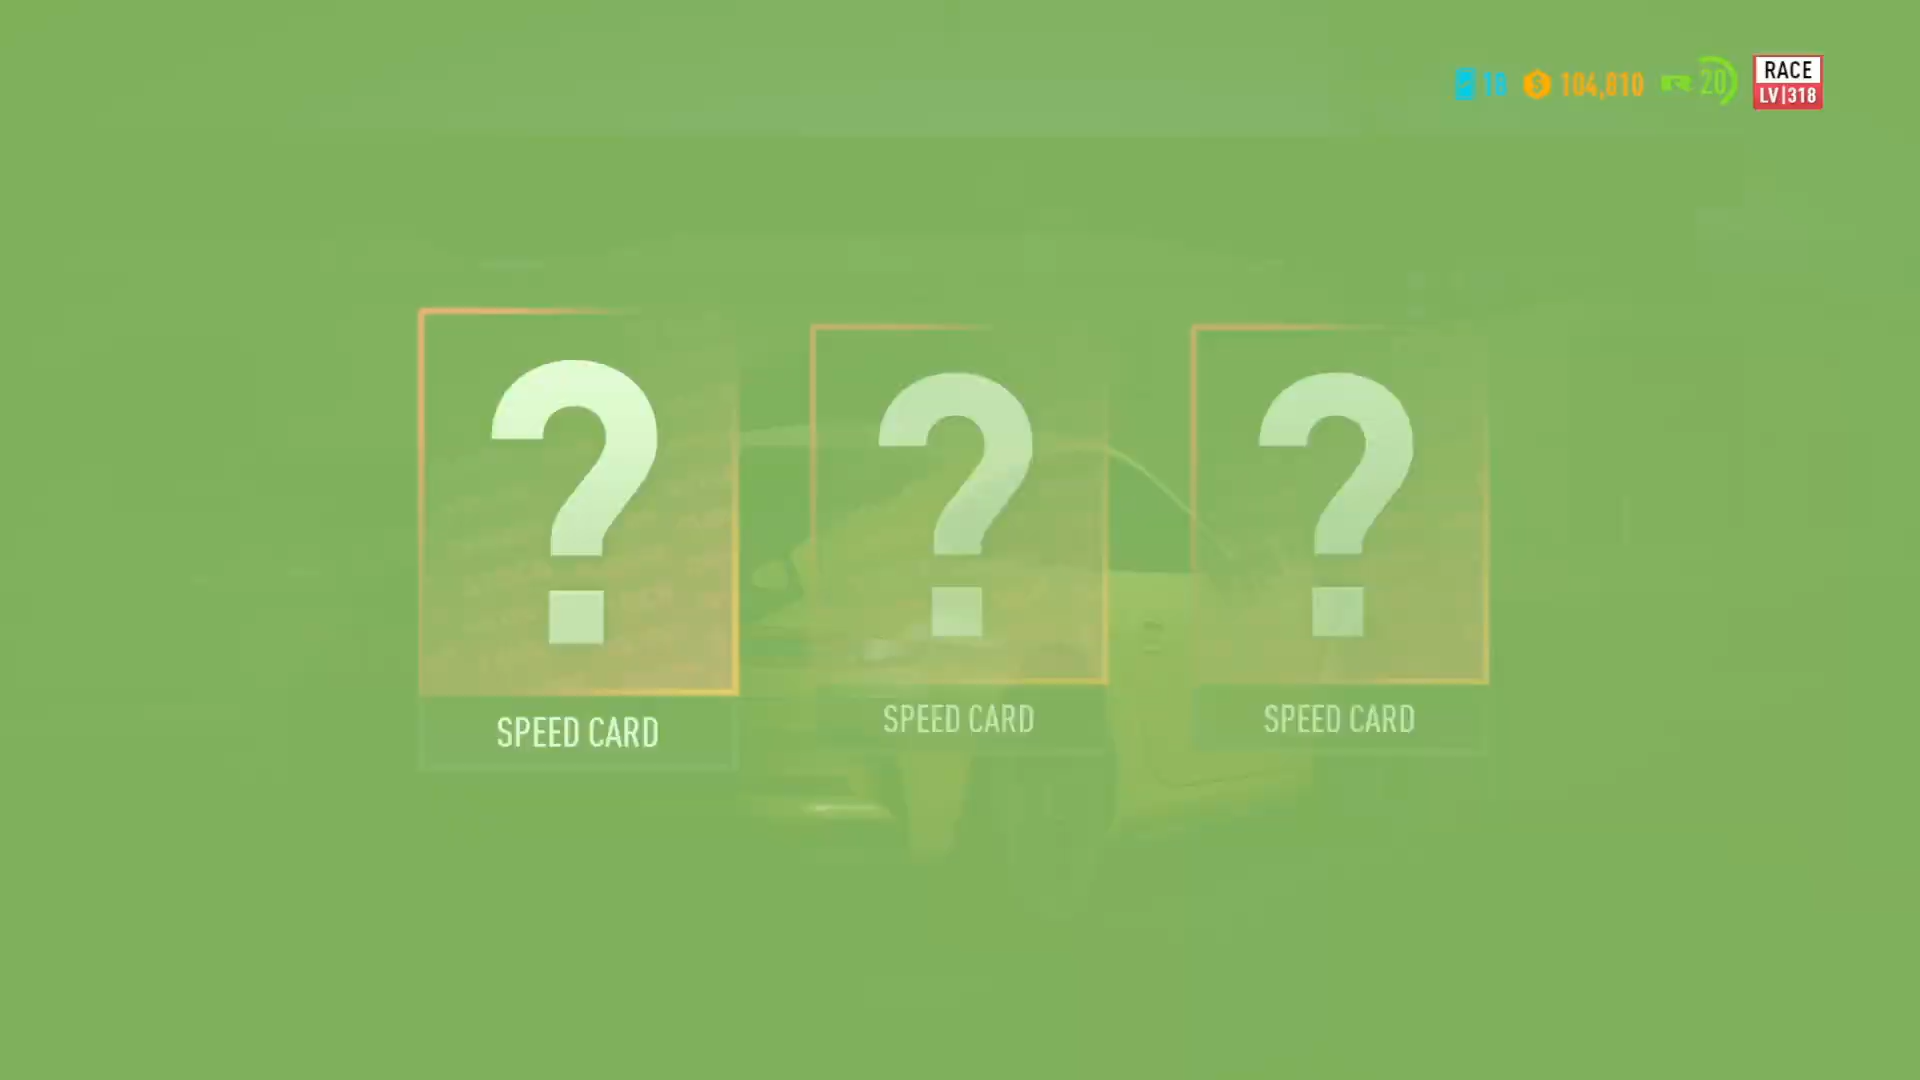 18 104,810 20
RACE
LV|318
?
?
?
SPEED CARD
SPEED CARD
SPEED CARD